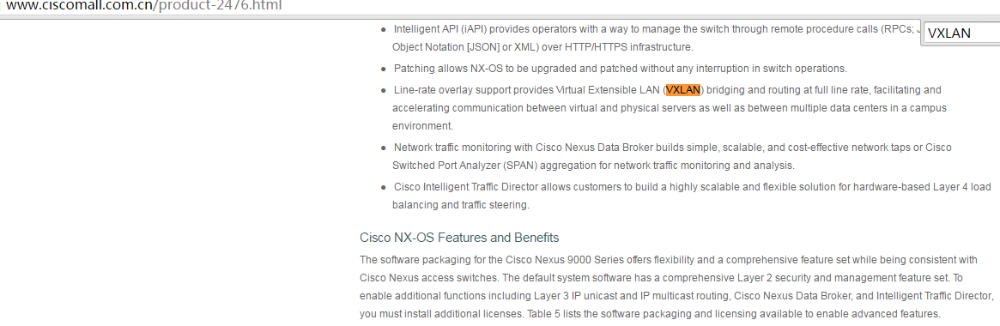 www.ciscomall.com.cn/product-2476.html
VXLAN
• Intelligent API (iAPI) provides operators with a way to manage the switch through remote procedure calls (RPCs;
Object Notation [JSON] or XML) over HTTP/HTTPS infrastructure.
• Patching allows NX-OS to be upgraded and patched without any interruption in switch operations.
• Line-rate overlay support provides Virtual Extensible LAN (VXLAN) bridging and routing at full line rate, facilitating and
accelerating communication between virtual and physical servers as well as between multiple data centers in a campus
environment.
• Network traffic monitoring with Cisco Nexus Data Broker builds simple, scalable, and cost-effective network taps or Cisco
Switched Port Analyzer (SPAN) aggregation for network traffic monitoring and analysis.
• Cisco Intelligent Traffic Director allows customers to build a highly scalable and flexible solution for hardware-based Layer 4 load
balancing and traffic steering.
Cisco NX-OS Features and Benefits
The software packaging for the Cisco Nexus 9000 Series offers flexibility and a comprehensive feature set while being consistent with
Cisco Nexus access switches. The default system software has a comprehensive Layer 2 security and management feature set. To
enable additional functions including Layer 3 IP unicast and IP multicast routing, Cisco Nexus Data Broker, and Intelligent Traffic Director,
you must install additional licenses. Table 5 lists the software packaging and licensing available to enable advanced features.